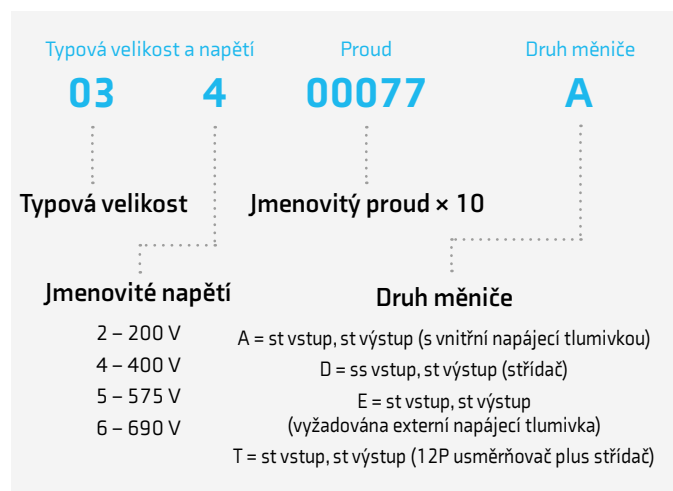 Typová velikost a napětí Proud Druh měniče
03 4 00077 A
Typová velikost Jmenovitý proud × 10
Jmenovité napětí
2 – 200 V
4 – 400 V
5 – 575 V
6 – 690 V
Druh měniče
A = st vstup, st výstup (s vnitřní napájecí tlumivkou)
D = ss vstup, st výstup (střídač)
E = st vstup, st výstup
(vyžadována externí napájecí tlumivka)
T = st vstup, st výstup (12P usměrňovač plus střídač)